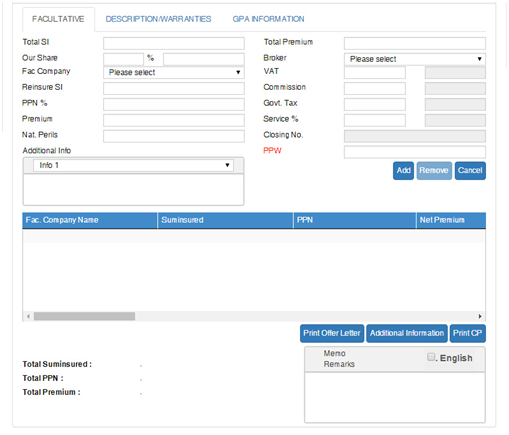 FACULTATIVE DESCRIPTION/WARRANTIES GPA INFORMATION
Total SI Total Premium
Our Share % Broker Please select
Fac Company Please select VAT
Reinsure SI Commission
PPN % Govt. Tax
Premium Service %
Nat. Perils Closing No.
Additional Info PPW
Info 1 Add Remove Cancel
Fac. Company Name Suminsured PPN Net Premium
Print Offer Letter Additional Information Print CP
Memo
Remarks . English
Total Suminsured : .
Total PPN : .
Total Premium : .